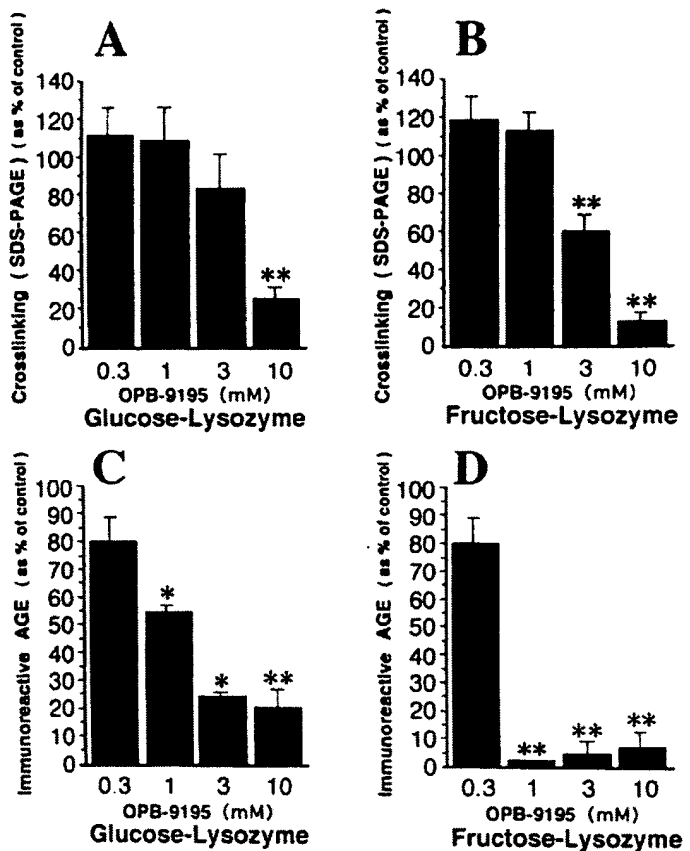 A
Crosslinking (SDS-PAGE) (as % of control)
140
120
100
80
60
40
20
0
**
0.3 1 3 10
OPB-9195 (mM)
Glucose-Lysozyme
B
Crosslinking (SDS-PAGE) (as % of control)
140
120
100
80
60
40
20
0
**
**
0.3 1 3 10
OPB-9195 (mM)
Fructose-Lysozyme
C
Immunoreactive AGE (as % of control)
100
90
80
70
60
50
40
30
20
10
0
*
*
**
0.3 1 3 10
OPB-9195 (mM)
Glucose-Lysozyme
D
Immunoreactive AGE (as % of control)
100
90
80
70
60
50
40
30
20
10
0
**
**
**
0.3 1 3 10
OPB-9195 (mM)
Fructose-Lysozyme